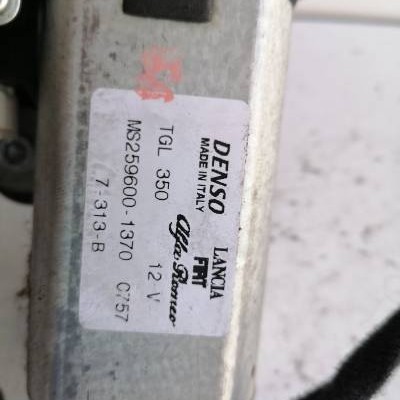 DENSO LANCIA
MADE IN ITALY FIAT
Alfa Romeo
TGL 350 12 V
MS259600-1370 C757
7-313-B